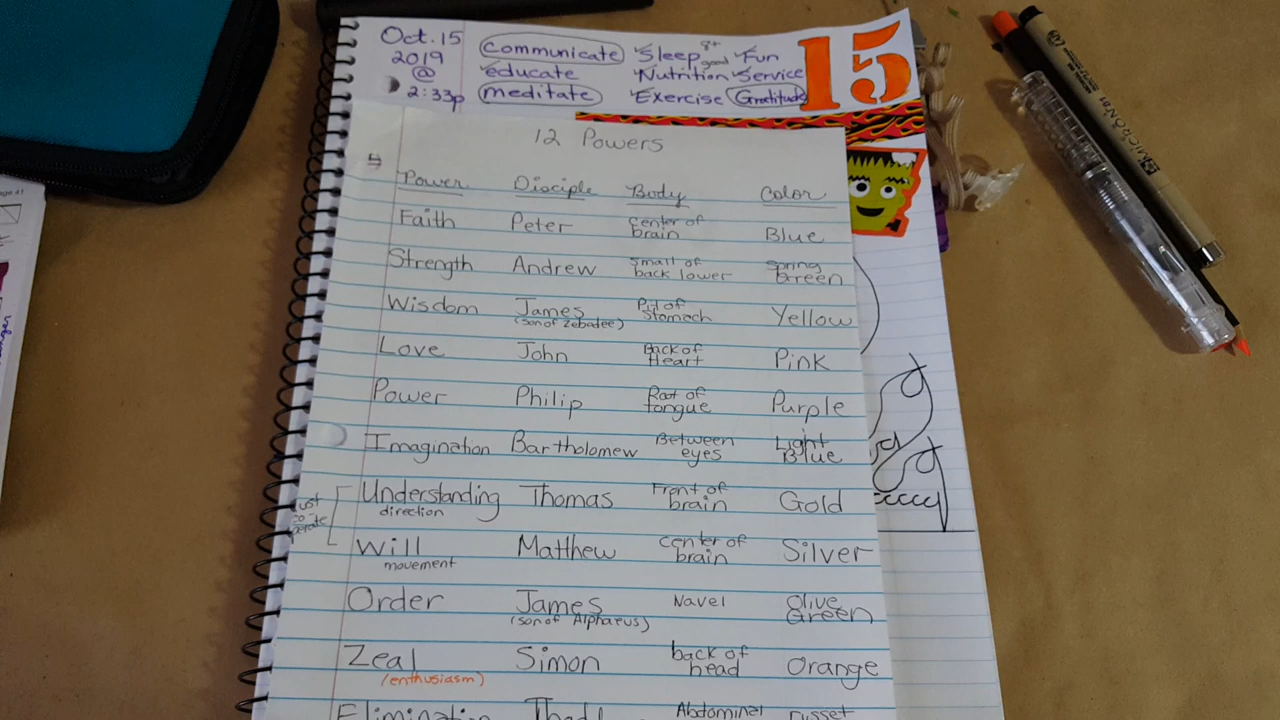 Oct. 15
2019
@
2:33p
communicate
educate
meditate
Sleep 8+ good
Nutrition
Exercise
Fun
Service
Gratitude
15
12 Powers
Power Disciple Body Color
Faith Peter Center of brain Blue
Strength Andrew Small of back lower Spring Green
Wisdom James (son of Zebadee) Pit of Stomach Yellow
Love John Back of Heart Pink
Power Philip Root of tongue Purple
Imagination Bartholomew Between eyes Light Blue
Understanding direction Thomas Front of brain Gold
Will movement Matthew Center of brain Silver
Order James (son of Alphaeus) Navel Olive Green
Zeal (enthusiasm) Simon back of head Orange
Elimination Abdominal russet
MICRON 01